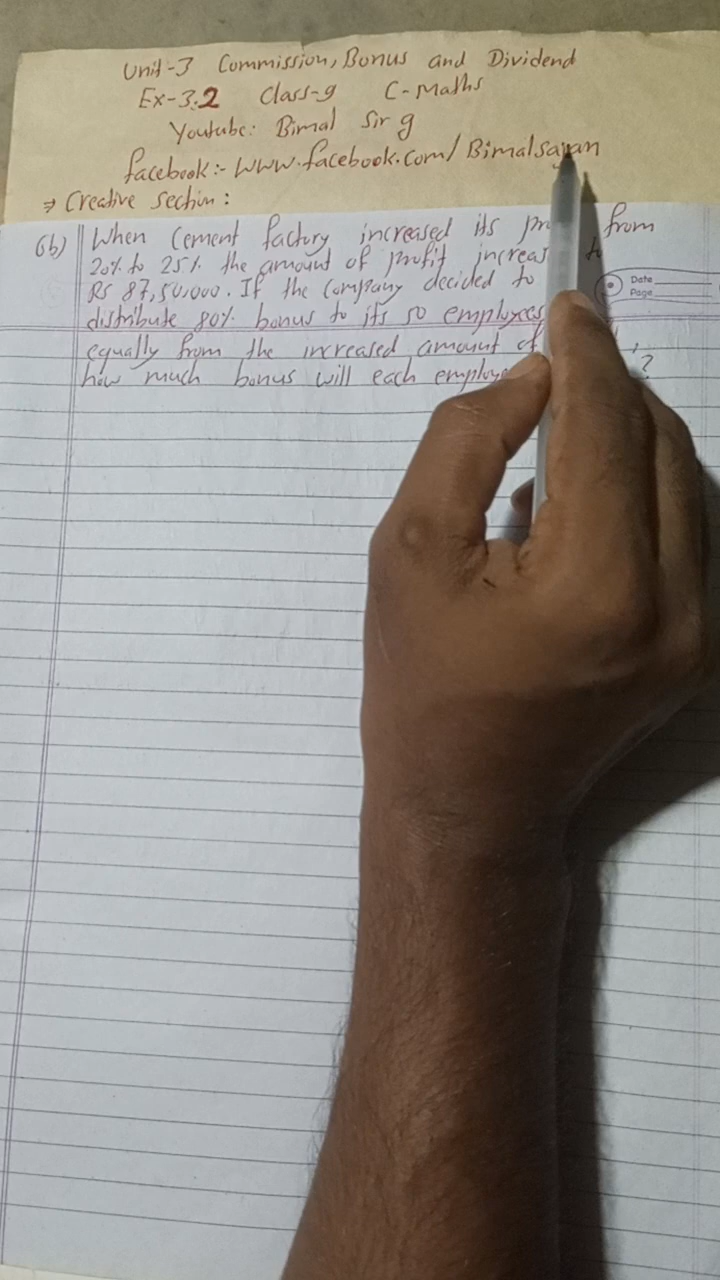 Unit-3 Commission, Bonus and Dividend
Ex-3.2 Class-9 C-Maths
Youtube: Bimal Sir g
facebook:- www.facebook.com/Bimalsayan
⇒ Creative section:
6b) When Cement factory increased its from
20% to 25% the amount of profit
RS 87,50,000. If the company decided to
distribute 80% bonus to its 50 employees
equally from the increased amount of
how much bonus will each ?
Date
Page